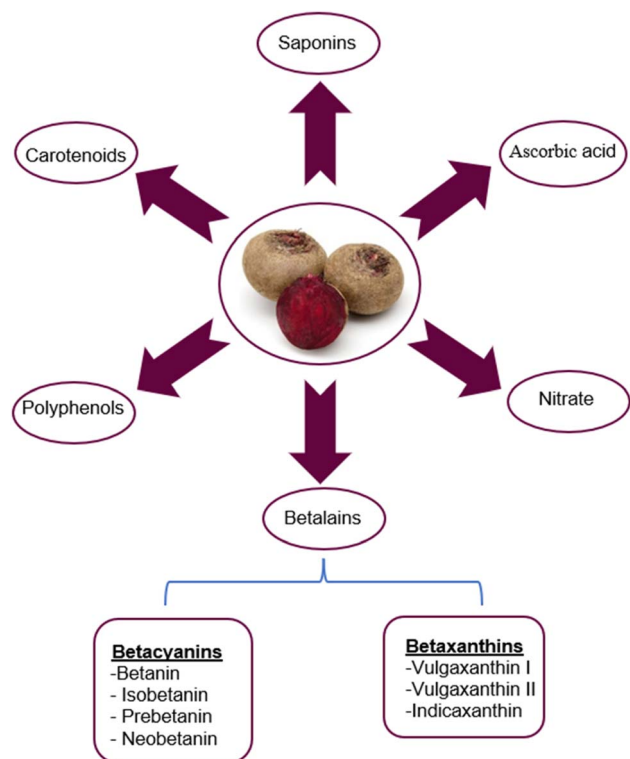 Saponins
Carotenoids
Ascorbic acid
Polyphenols
Nitrate
Betalains
Betacyanins
-Betanin
- Isobetanin
- Prebetanin
- Neobetanin
Betaxanthins
-Vulgaxanthin I
-Vulgaxanthin II
-Indicaxanthin